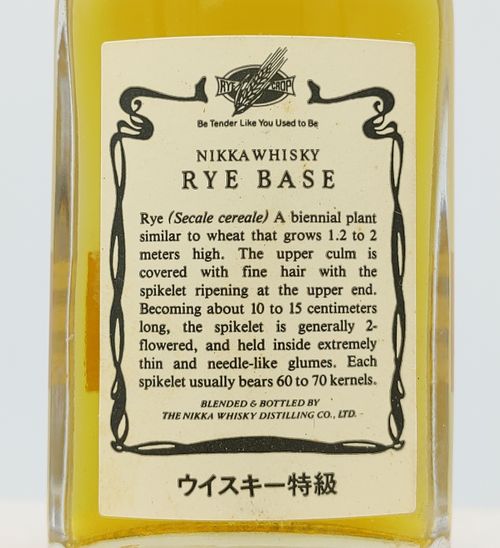 RYE CROP
Be Tender Like You Used to Be
NIKKA WHISKY
RYE BASE
Rye (Secale cereale) A biennial plant
similar to wheat that grows 1.2 to 2
meters high. The upper culm is
covered with fine hair with the
spikelet ripening at the upper end.
Becoming about 10 to 15 centimeters
long, the spikelet is generally 2-
flowered, and held inside extremely
thin and needle-like glumes. Each
spikelet usually bears 60 to 70 kernels.
BLENDED & BOTTLED BY
THE NIKKA WHISKY DISTILLING CO., LTD.
ウイスキー特級